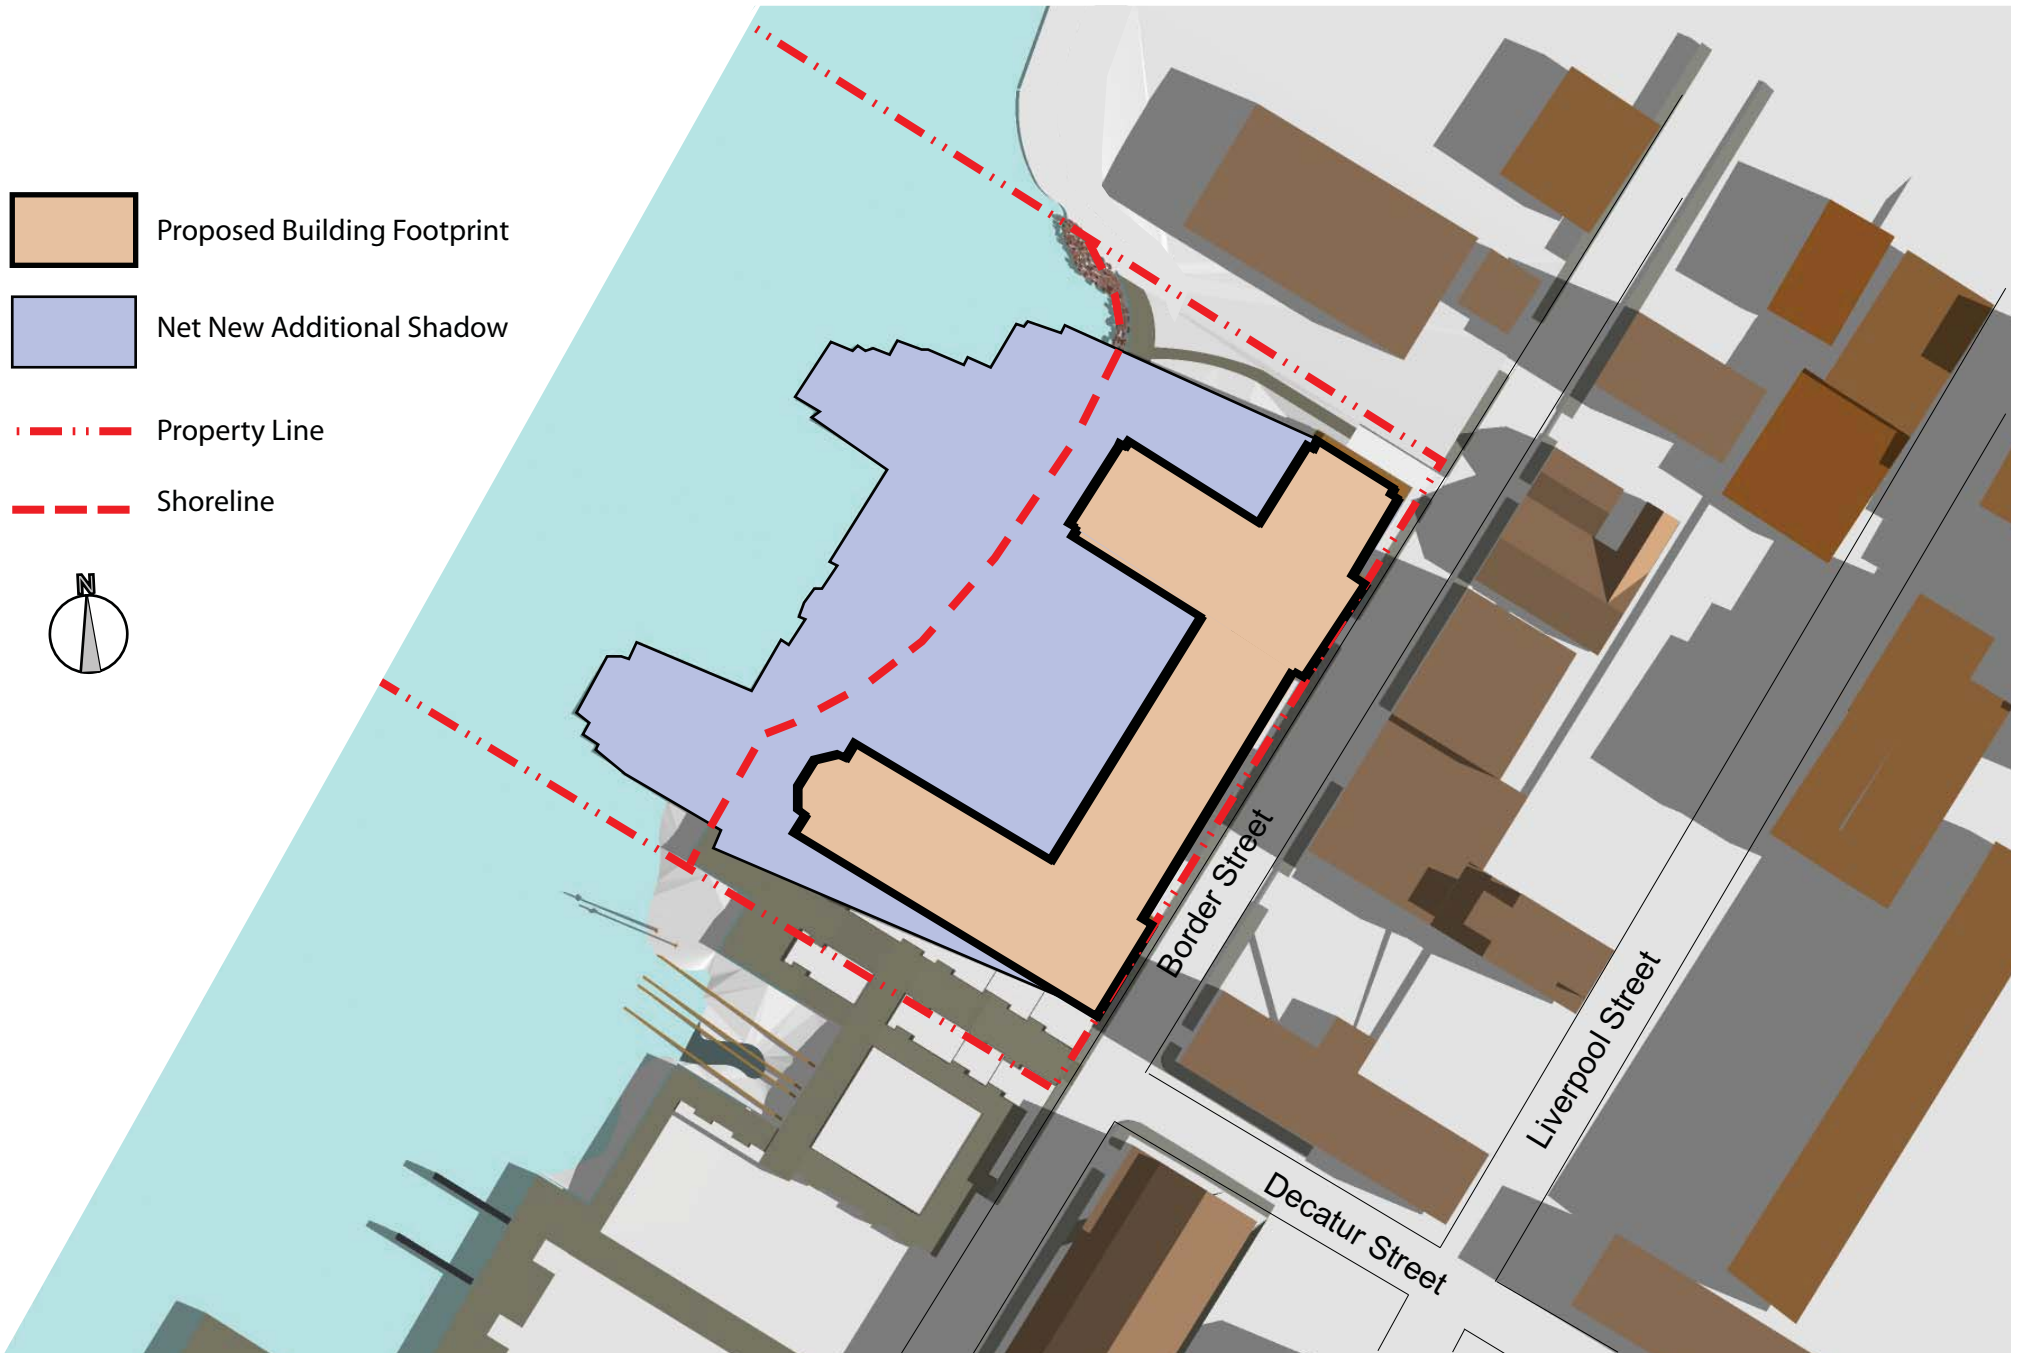 Proposed Building Footprint
Net New Additional Shadow
Property Line
Shoreline
N
Border Street
Liverpool Street
Decatur Street